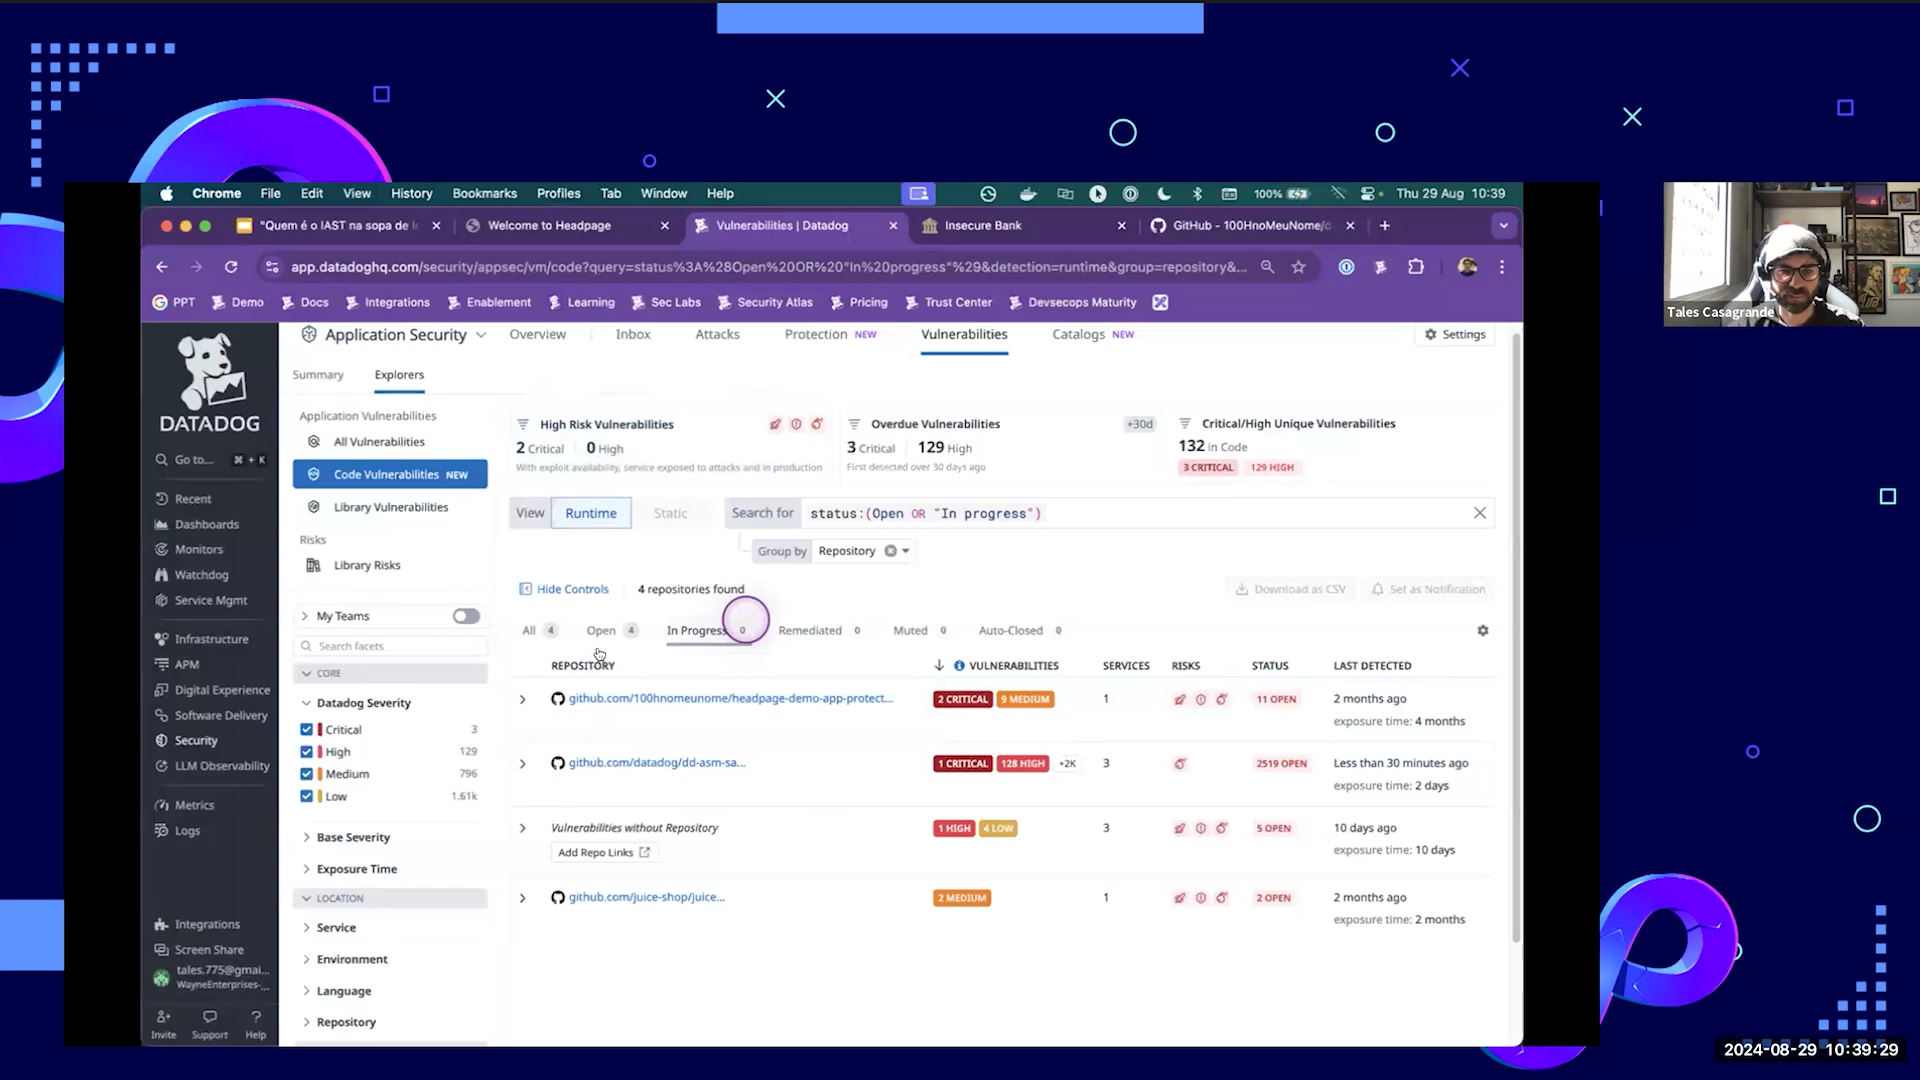 Chrome File Edit View History Bookmarks Profiles Tab Window Help 100% Thu 29 Aug 10:39
"Quem é o IAST na sopa de Welcome to Headpage Vulnerabilities | Datadog Insecure Bank GitHub - 100HnoMeuNome/
app.datadoghq.com/security/appsec/vm/code?query=status%3A%28Open%20OR%20"In%20progress"%29&detection=runtime&group=repository&...
PPT Demo Docs Integrations Enablement Learning Sec Labs Security Atlas Pricing Trust Center Devsecops Maturity
Tales Casagrande
DATADOG
Go to... ⌘ + K
Recent
Dashboards
Monitors
Watchdog
Service Mgmt
Infrastructure
APM
Digital Experience
Software Delivery
Security
LLM Observability
Metrics
Logs
Integrations
Screen Share
tales.775@gmai...
WayneEnterprises-...
Invite Support Help
Application Security Overview Inbox Attacks Protection NEW Vulnerabilities Catalogs NEW Settings
Summary Explorers
Application Vulnerabilities
All Vulnerabilities
Code Vulnerabilities NEW
Library Vulnerabilities
Risks
Library Risks
My Teams
Search facets
CORE
Datadog Severity
Critical 3
High 129
Medium 796
Low 1.61k
Base Severity
Exposure Time
LOCATION
Service
Environment
Language
Repository
High Risk Vulnerabilities
2 Critical 0 High
With exploit availability, service exposed to attacks and in production
Overdue Vulnerabilities +30d
3 Critical 129 High
First detected over 30 days ago
Critical/High Unique Vulnerabilities
132 in Code
3 CRITICAL 129 HIGH
View Runtime Static Search for status:(Open OR "In progress")
Group by Repository
Hide Controls 4 repositories found Download as CSV Set as Notification
All 4 Open 4 In Progress 0 Remediated 0 Muted 0 Auto-Closed 0
REPOSITORY VULNERABILITIES SERVICES RISKS STATUS LAST DETECTED
github.com/100hnomeunome/headpage-demo-app-protect... 2 CRITICAL 9 MEDIUM 1 11 OPEN 2 months ago
exposure time: 4 months
github.com/datadog/dd-asm-sa... 1 CRITICAL 128 HIGH +2K 3 2519 OPEN Less than 30 minutes ago
exposure time: 2 days
Vulnerabilities without Repository 1 HIGH 4 LOW 3 5 OPEN 10 days ago
Add Repo Links exposure time: 10 days
github.com/juice-shop/juice... 2 MEDIUM 1 2 OPEN 2 months ago
exposure time: 2 months
2024-08-29 10:39:29